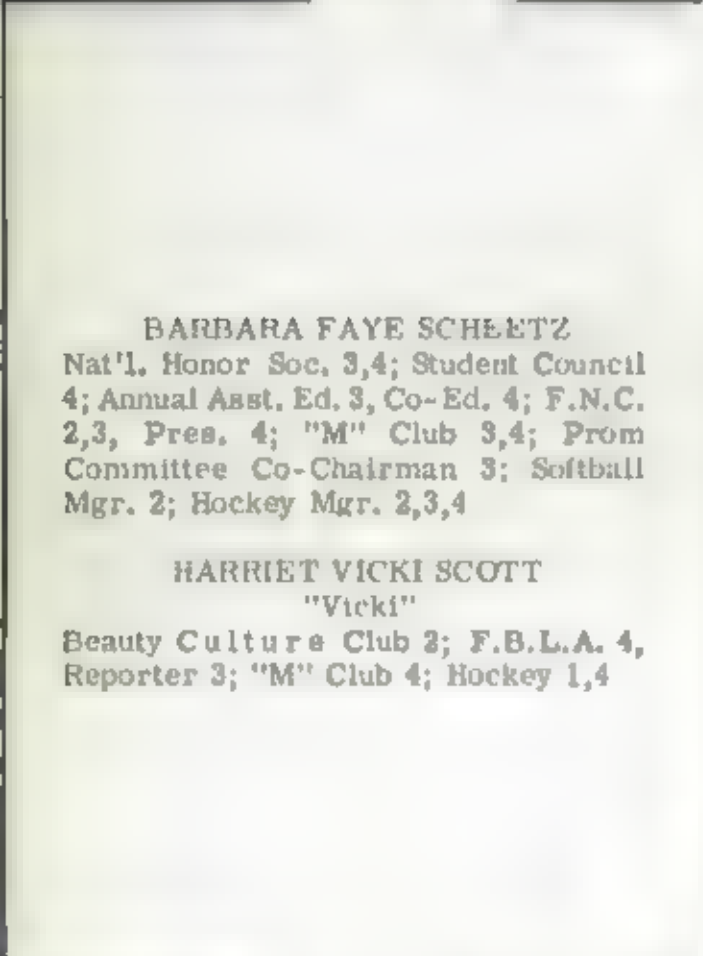 BARBARA FAYE SCHEETZ
Nat'l. Honor Soc. 3,4; Student Council
4; Annual Asst. Ed. 3, Co-Ed. 4; F.N.C.
2,3, Pres. 4; "M" Club 3,4; Prom
Committee Co-Chairman 3; Softball
Mgr. 2; Hockey Mgr. 2,3,4
HARRIET VICKI SCOTT
"Vicki"
Beauty Culture Club 2; F.B.L.A. 4,
Reporter 3; "M" Club 4; Hockey 1,4